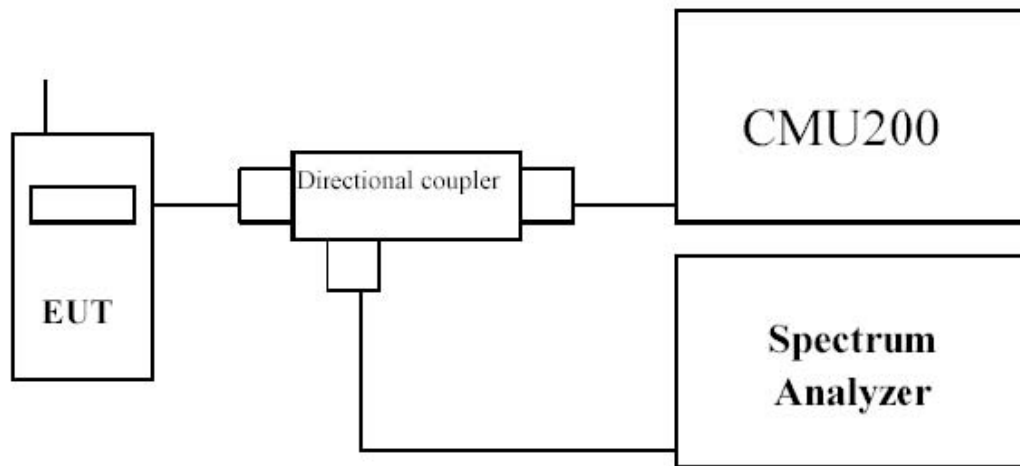 CMU200
Directional coupler
EUT
Spectrum
Analyzer